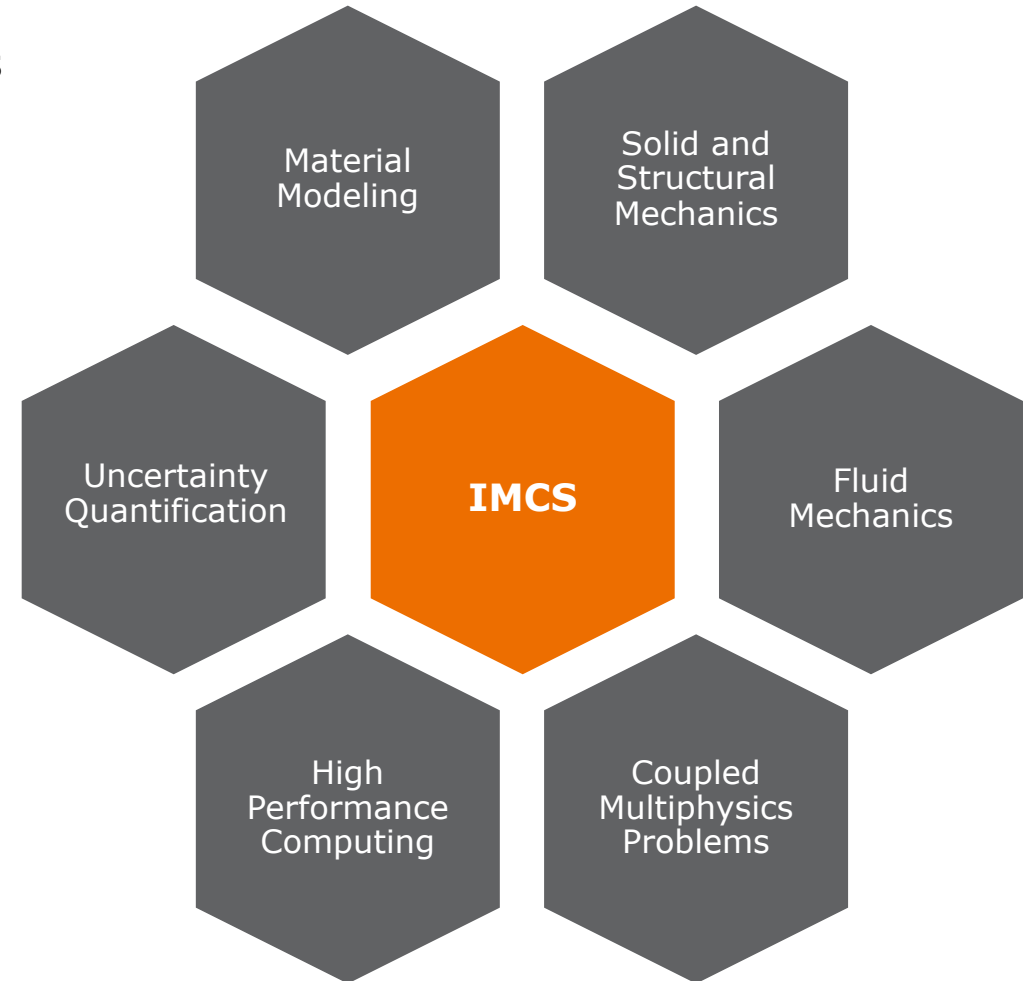 s
Material
Modeling
Solid and
Structural
Mechanics
Uncertainty
Quantification
IMCS
Fluid
Mechanics
High
Performance
Computing
Coupled
Multiphysics
Problems